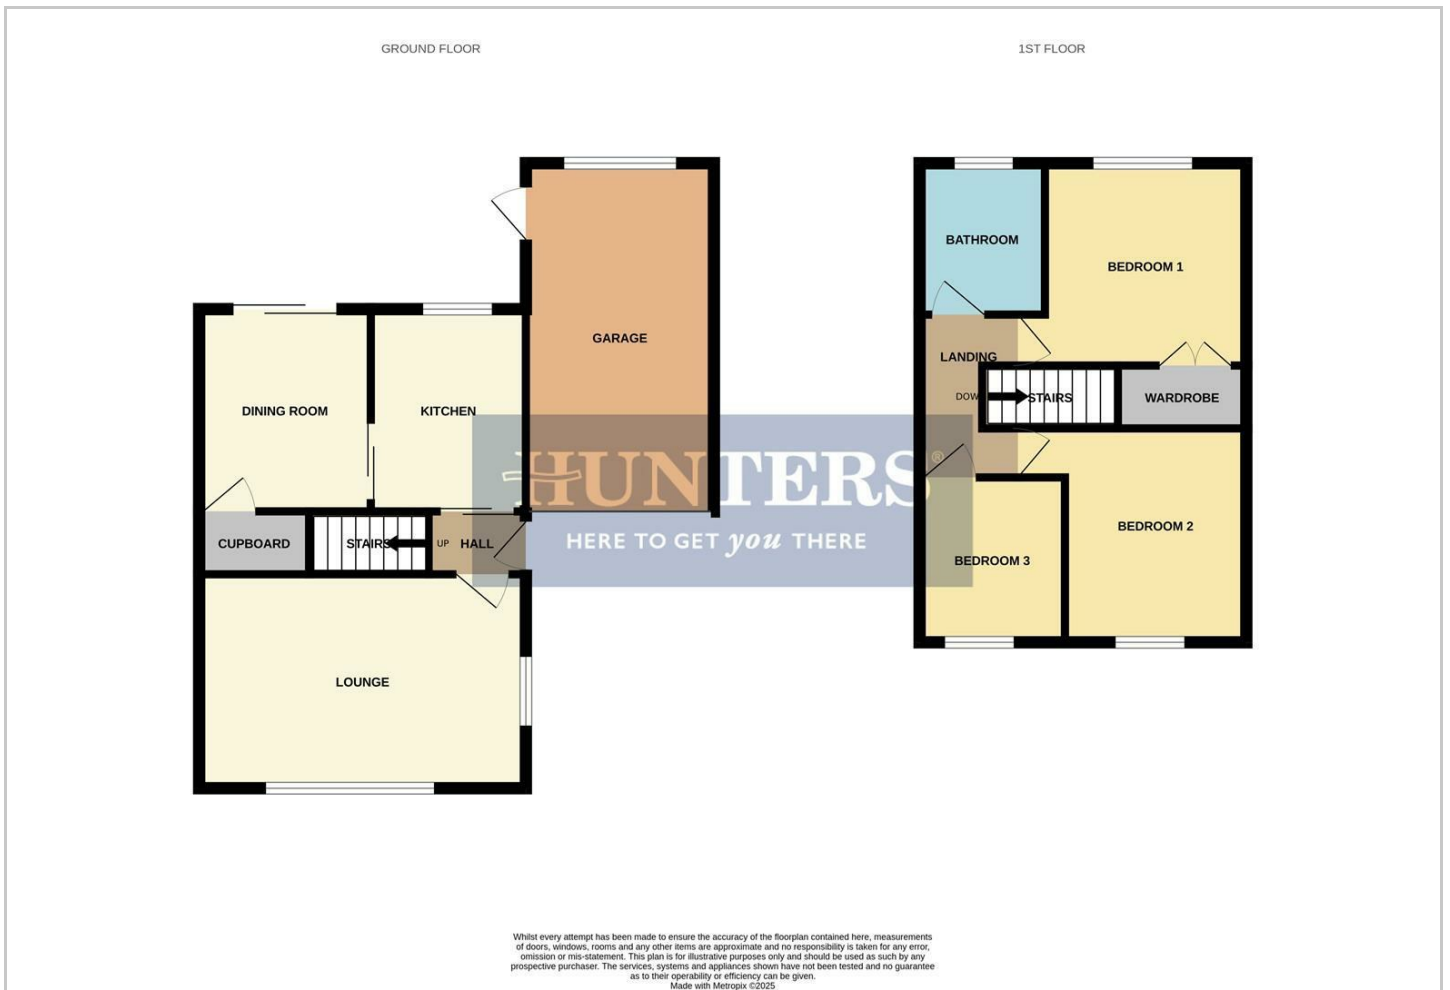 GROUND FLOOR
1ST FLOOR
BATHROOM
BEDROOM 1
GARAGE
LANDING
DINING ROOM
KITCHEN
DOWN
STAIRS
WARDROBE
HUNTERS®
HERE TO GET you THERE
CUPBOARD
STAIRS
UP
HALL
BEDROOM 2
BEDROOM 3
LOUNGE
Whilst every attempt has been made to ensure the accuracy of the floorplan contained here, measurements
of doors, windows, rooms and any other items are approximate and no responsibility is taken for any error,
omission or mis-statement. This plan is for illustrative purposes only and should be used as such by any
prospective purchaser. The services, systems and appliances shown have not been tested and no guarantee
as to their operability or efficiency can be given.
Made with Metropix ©2025